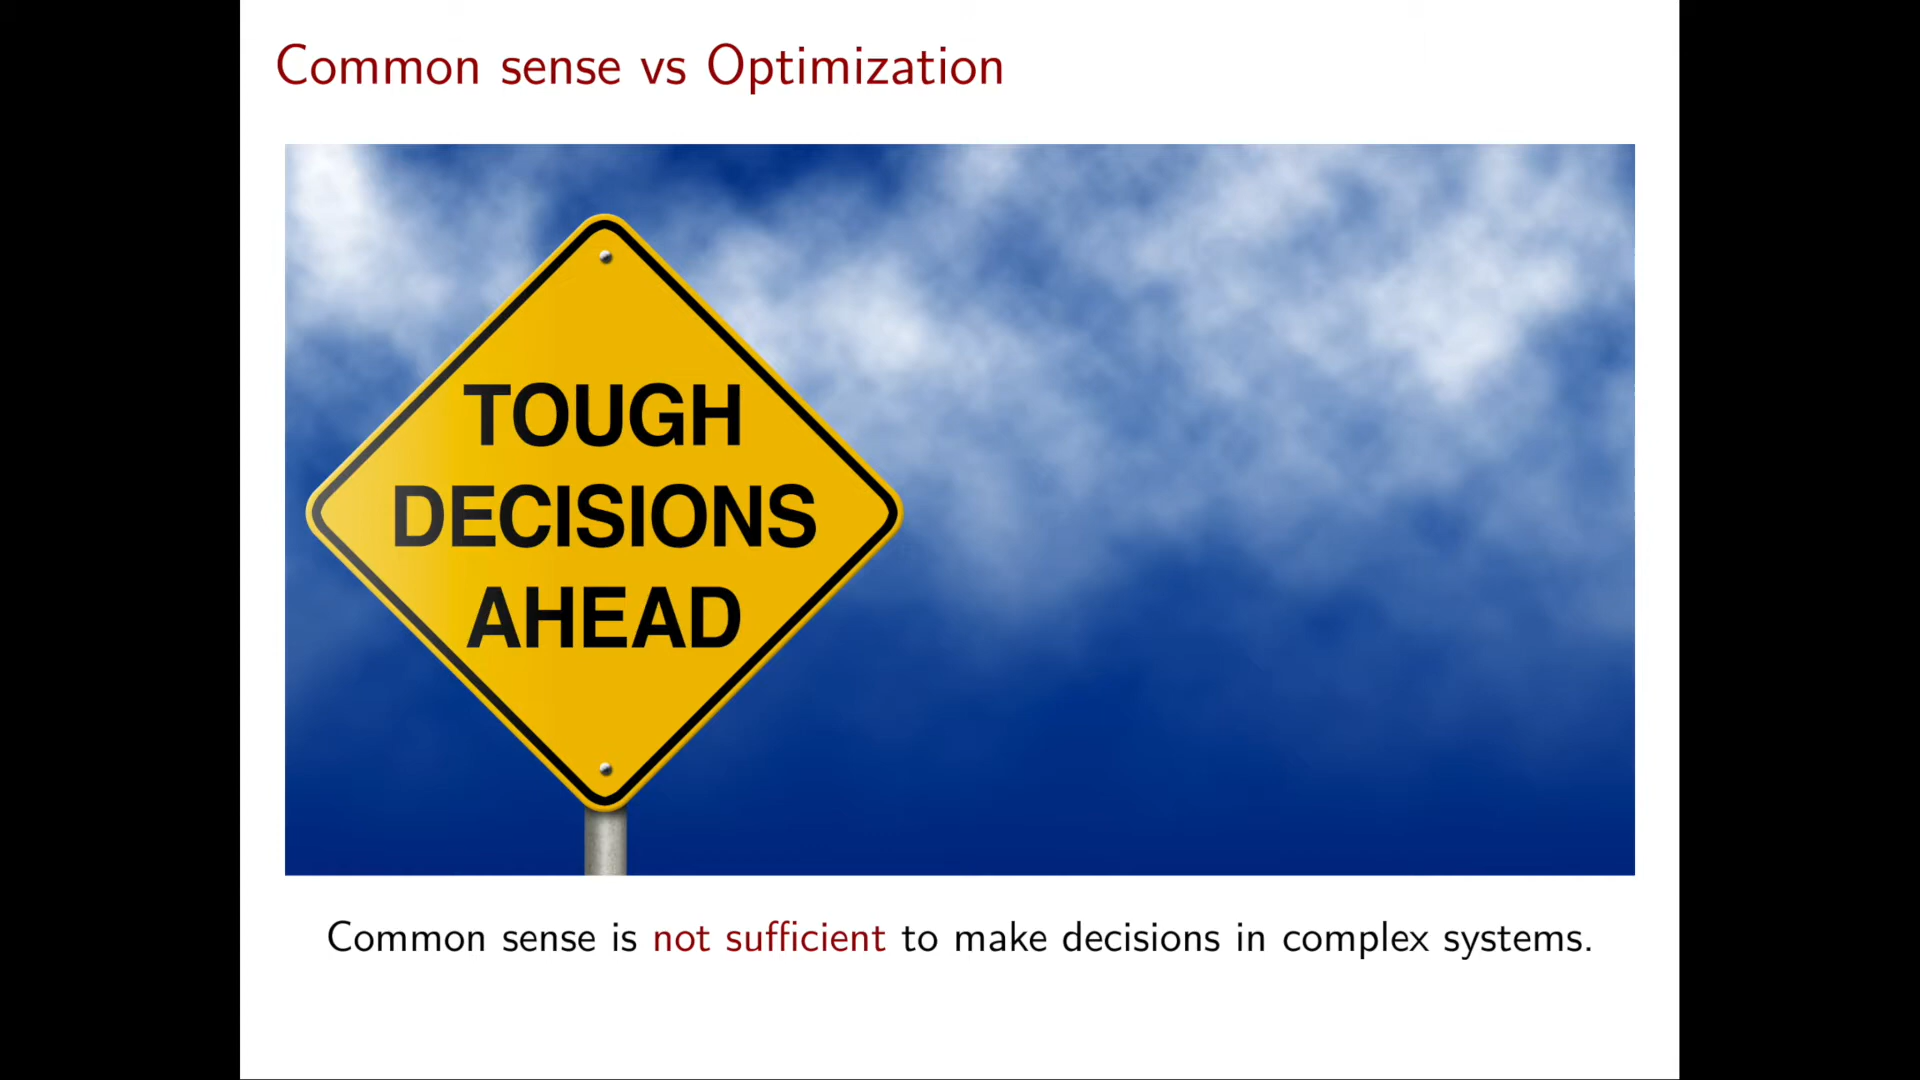 Common sense vs Optimization
TOUGH
DECISIONS
AHEAD
Common sense is not sufficient to make decisions in complex systems.